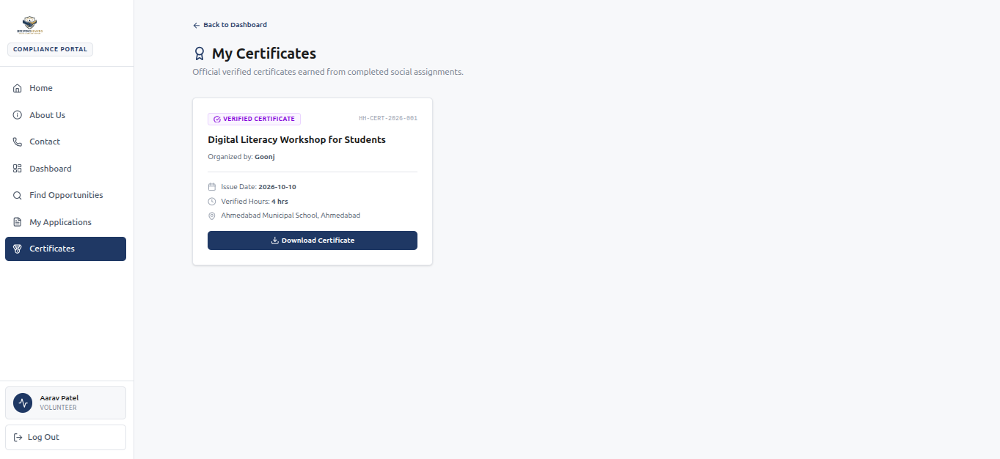 HELPINGHANDS
COMPLIANCE PORTAL
Home
About Us
Contact
Dashboard
Find Opportunities
My Applications
Certificates
Aarav Patel
VOLUNTEER
Log Out
Back to Dashboard
My Certificates
Official verified certificates earned from completed social assignments.
VERIFIED CERTIFICATE
HH-CERT-2026-001
Digital Literacy Workshop for Students
Organized by: Goonj
Issue Date: 2026-10-10
Verified Hours: 4 hrs
Ahmedabad Municipal School, Ahmedabad
Download Certificate